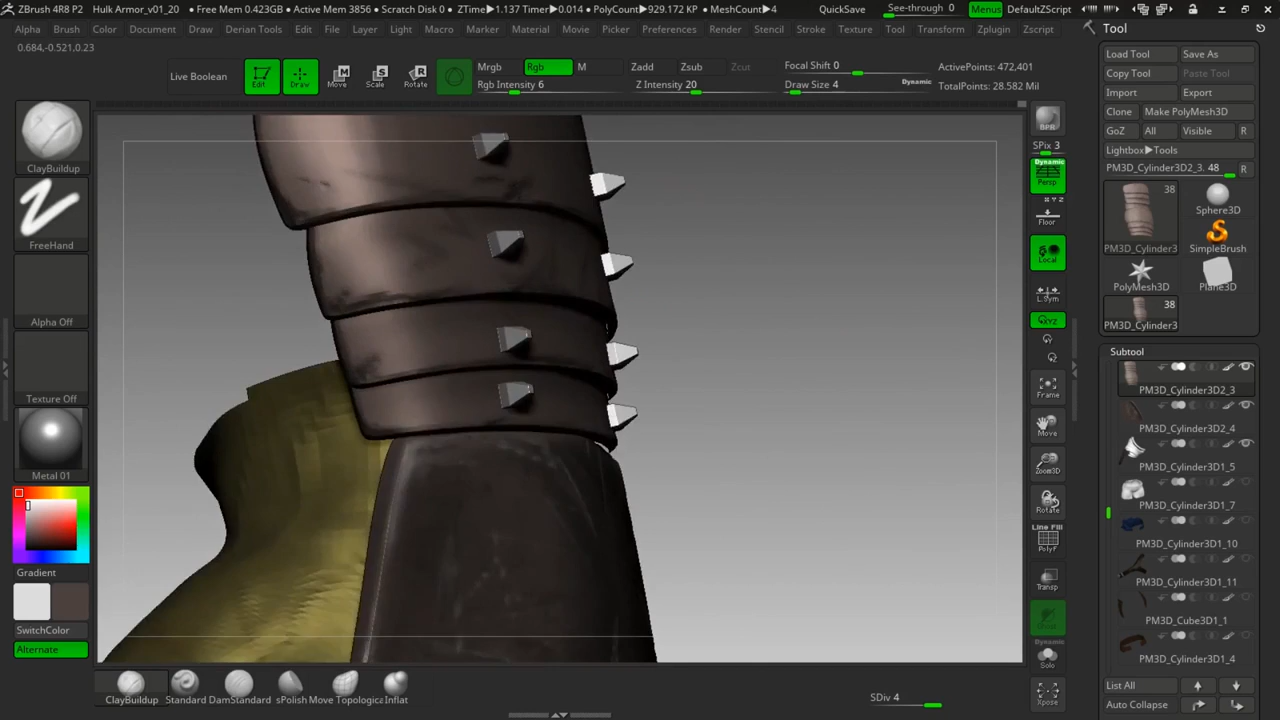 ZBrush 4R8 P2 Hulk Armor_v01_20 • Free Mem 0.423GB • Active Mem 3856 • Scratch Disk 0 • ZTime▶1.137 Timer▶0.014 • PolyCount▶929.172 KP • MeshCount▶4 QuickSave See-through 0 Menus DefaultZScript
Alpha Brush Color Document Draw Derian Tools Edit File Layer Light Macro Marker Material Movie Picker Preferences Render Stencil Stroke Texture Tool Transform Zplugin Zscript
0.684,-0.521,0.23
Live Boolean Edit Draw Move Scale Rotate
Mrgb Rgb M Zadd Zsub Zcut Focal Shift 0 ActivePoints: 472,401
Rgb Intensity 6 Z Intensity 20 Draw Size 4 Dynamic TotalPoints: 28.582 Mil
ClayBuildup
FreeHand
Alpha Off
Texture Off
Metal 01
Gradient
SwitchColor
Alternate
ClayBuildup Standard DamStandard sPolish Move Topologica Inflat
SDiv 4
BPR
SPix 3
Dynamic
Persp
Floor
Local
L.Sym
XYZ
Frame
Move
Zoom3D
Rotate
Line Fill
PolyF
Transp
Ghost
Dynamic
Solo
Xpose
Tool
Load Tool Save As
Copy Tool Paste Tool
Import Export
Clone Make PolyMesh3D
GoZ All Visible R
Lightbox▶Tools
PM3D_Cylinder3D2_3. 48 R
38
PM3D_Cylinder3 Sphere3D
SimpleBrush
PolyMesh3D Plane3D
38
PM3D_Cylinder3
Subtool
PM3D_Cylinder3D2_3
PM3D_Cylinder3D2_4
PM3D_Cylinder3D1_5
PM3D_Cylinder3D1_7
PM3D_Cylinder3D1_10
PM3D_Cylinder3D1_11
PM3D_Cube3D1_1
PM3D_Cylinder3D1_4
List All
Auto Collapse